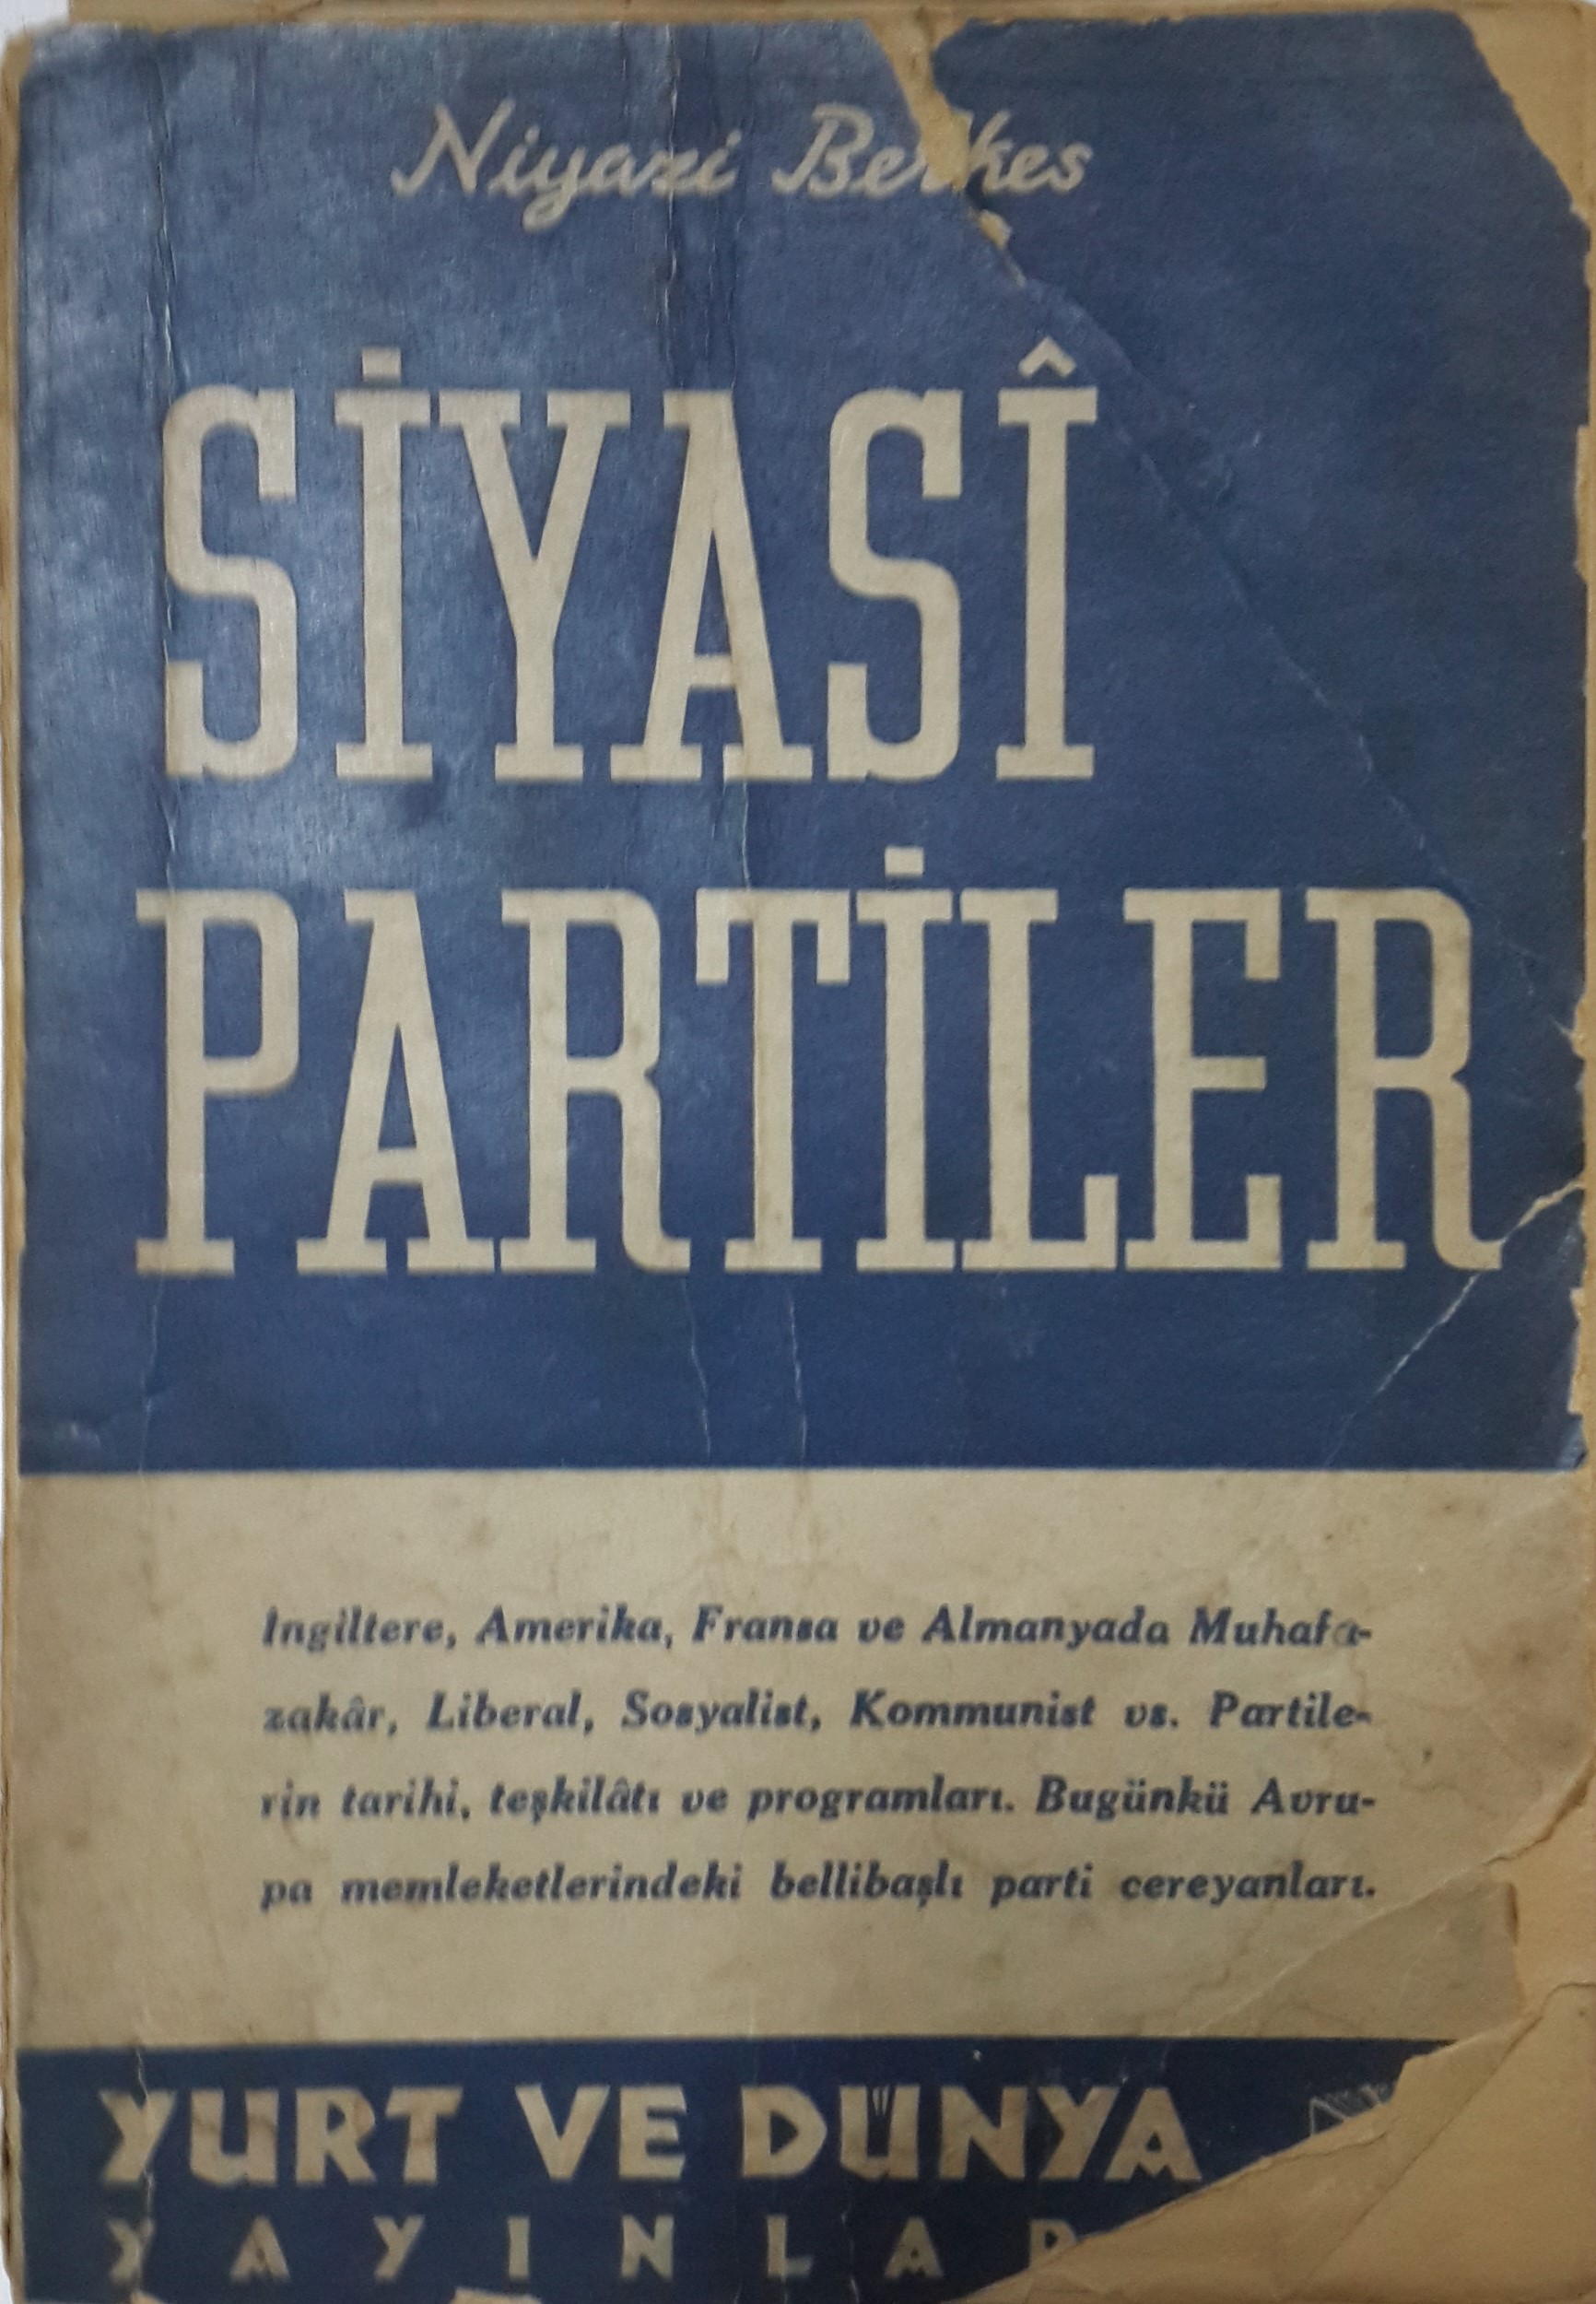 Niyazi Berkes
SİYASÎ
PARTİLER
İngiltere, Amerika, Fransa ve Almanyada Muhafa-
zakâr, Liberal, Sosyalist, Kommunist vs. Partile-
rin tarihi, teşkilâtı ve programları. Bugünkü Avru-
pa memleketlerindeki bellibaşlı parti cereyanları.
YURT VE DÜNYA
YAYINLAR